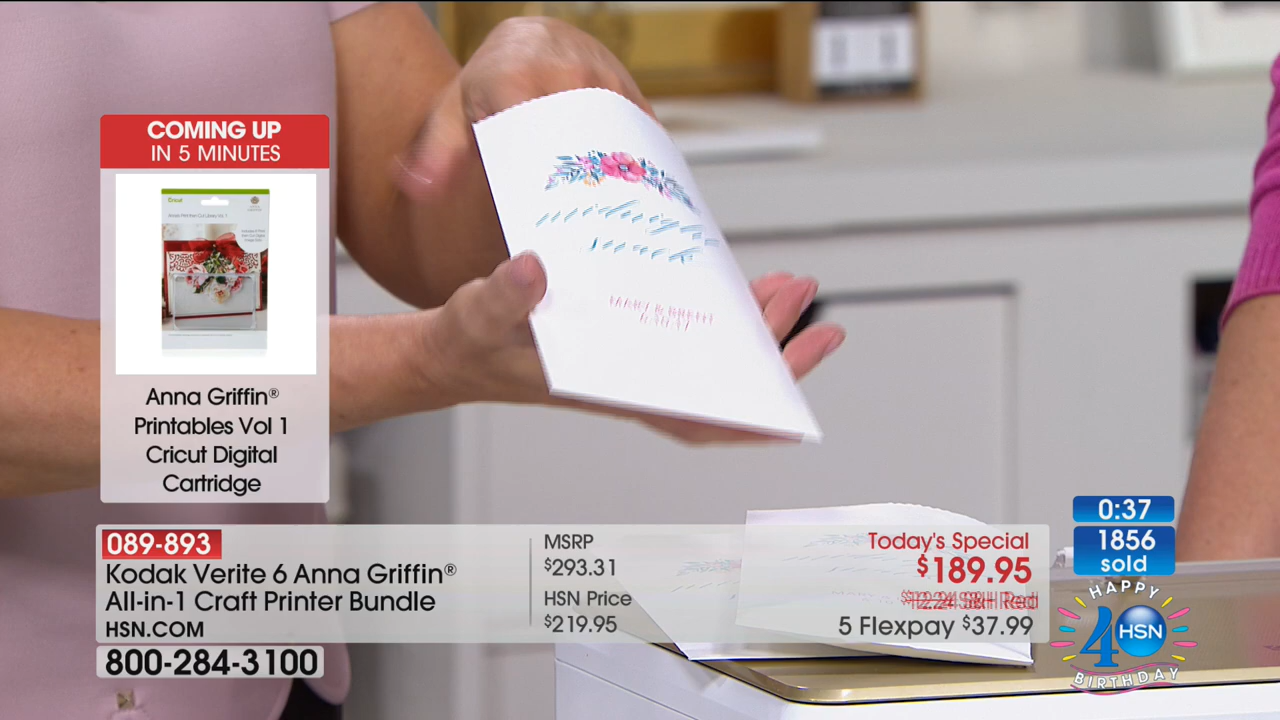 COMING UP
IN 5 MINUTES
Cricut
Anna Griffin®
Printables Vol 1
Cricut Digital
Cartridge
089-893
Kodak Verite 6 Anna Griffin®
All-in-1 Craft Printer Bundle
HSN.COM
800-284-3100
MSRP
$293.31
HSN Price
$219.95
Today's Special
$189.95
5 Flexpay $37.99
0:37
1856
sold
HAPPY
40
HSN
BIRTHDAY